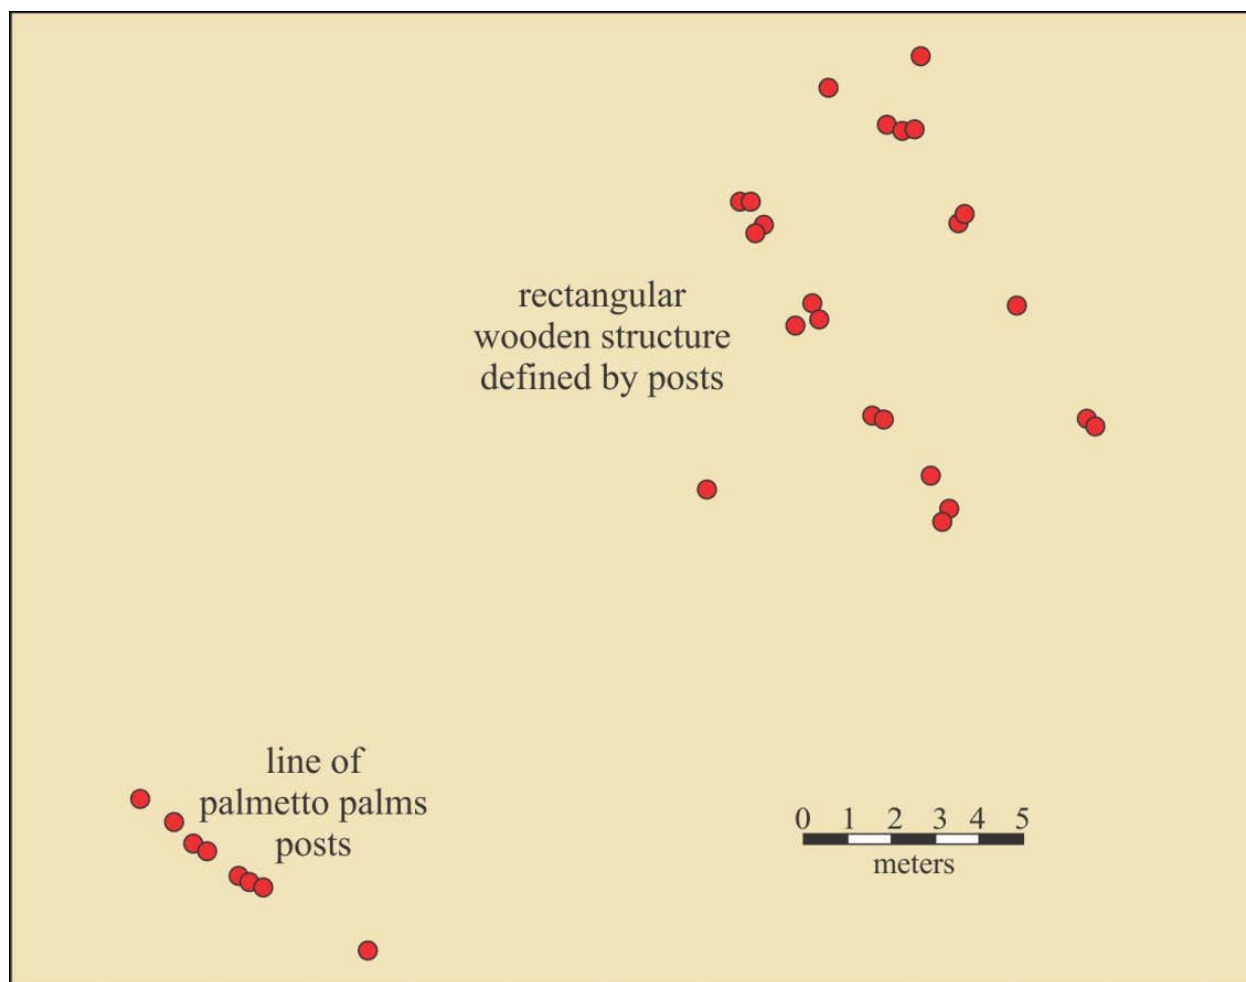 rectangular
wooden structure
defined by posts
line of
palmetto palms
posts
0 1 2 3 4 5
meters